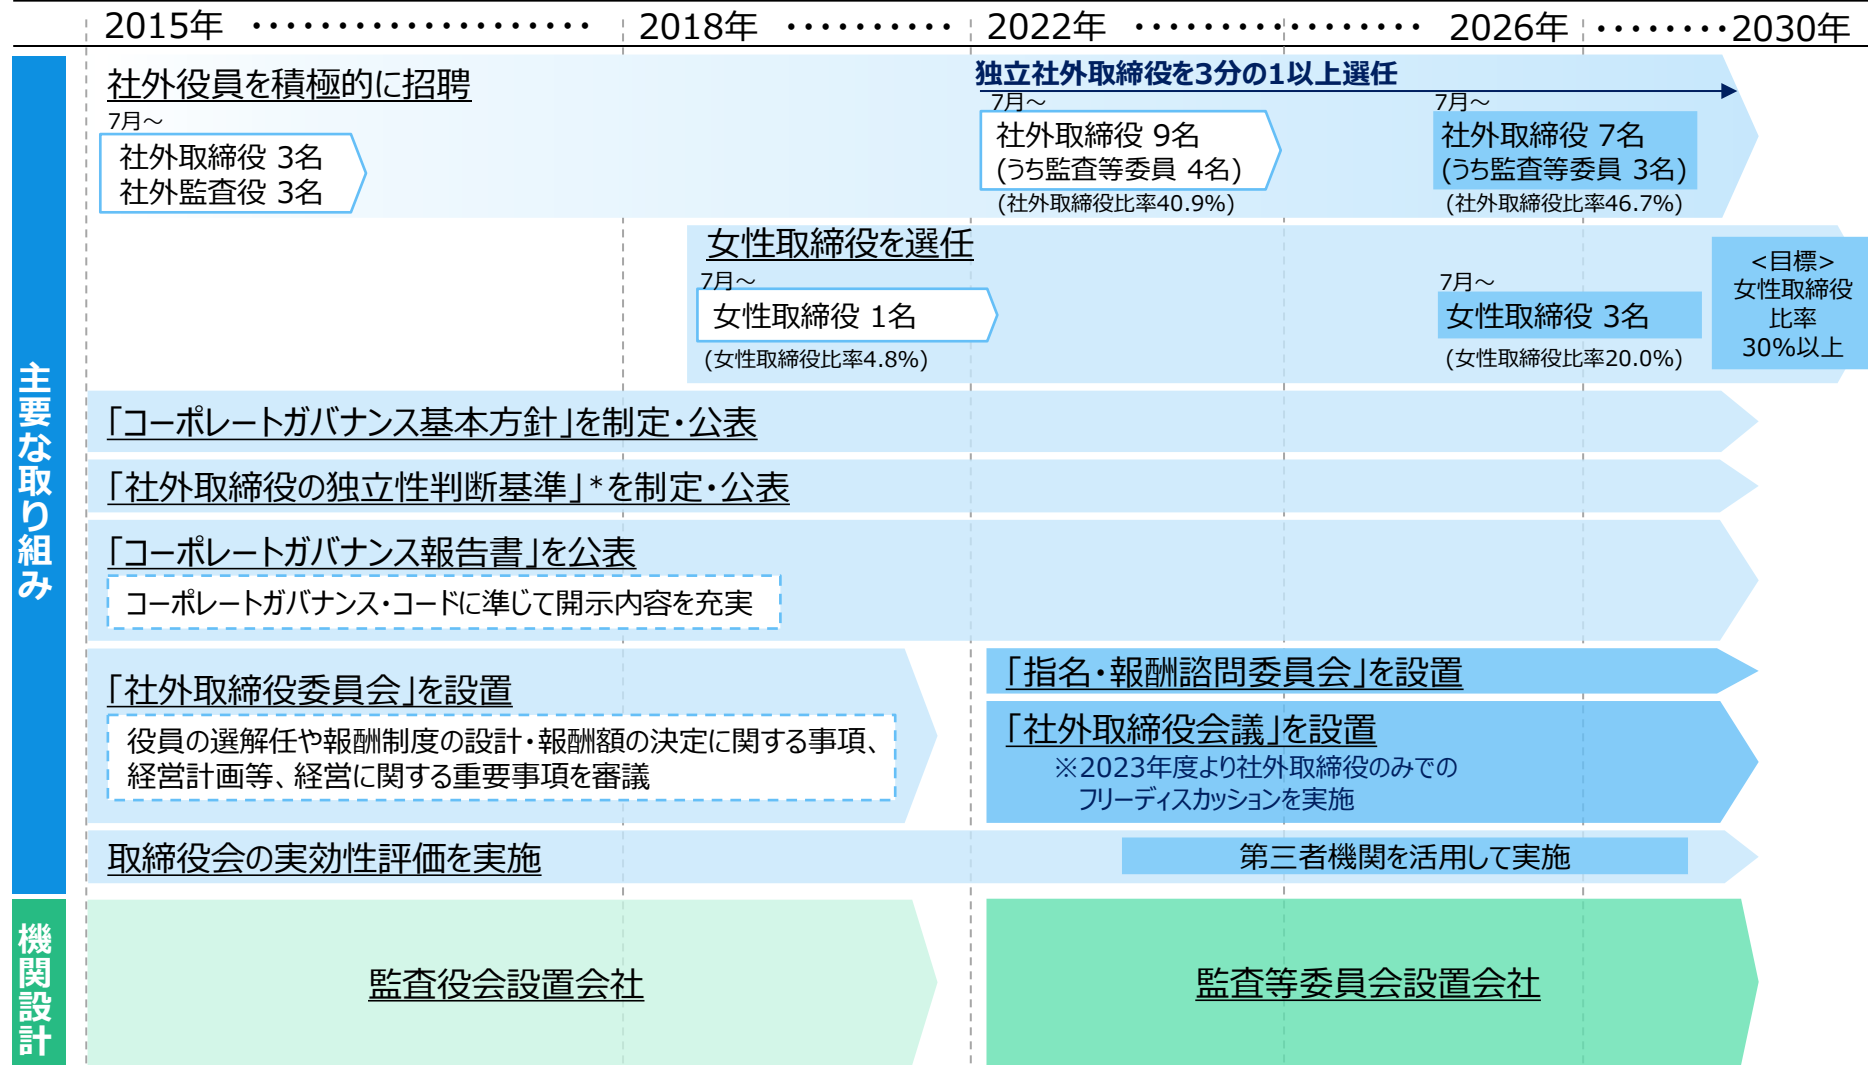 2015年 ・・・・・・・・・・・・・・・・・・ 2018年 ・・・・・・・・・・ 2022年 ・・・・・・・・・・・・・・・ 2026年 ・・・・・・・・ 2030年
主要な取り組み
社外役員を積極的に招聘
7月～
社外取締役 3名
社外監査役 3名
独立社外取締役を3分の1以上選任
7月～
社外取締役 9名
(うち監査等委員 4名)
(社外取締役比率40.9%)
7月～
社外取締役 7名
(うち監査等委員 3名)
(社外取締役比率46.7%)
女性取締役を選任
7月～
女性取締役 1名
(女性取締役比率4.8%)
7月～
女性取締役 3名
(女性取締役比率20.0%)
<目標>
女性取締役
比率
30%以上
「コーポレートガバナンス基本方針」を制定・公表
「社外取締役の独立性判断基準」*を制定・公表
「コーポレートガバナンス報告書」を公表
コーポレートガバナンス・コードに準じて開示内容を充実
「社外取締役委員会」を設置
役員の選解任や報酬制度の設計・報酬額の決定に関する事項、
経営計画等、経営に関する重要事項を審議
「指名・報酬諮問委員会」を設置
「社外取締役会議」を設置
※2023年度より社外取締役のみでの
フリーディスカッションを実施
取締役会の実効性評価を実施
第三者機関を活用して実施
機関設計
監査役会設置会社
監査等委員会設置会社